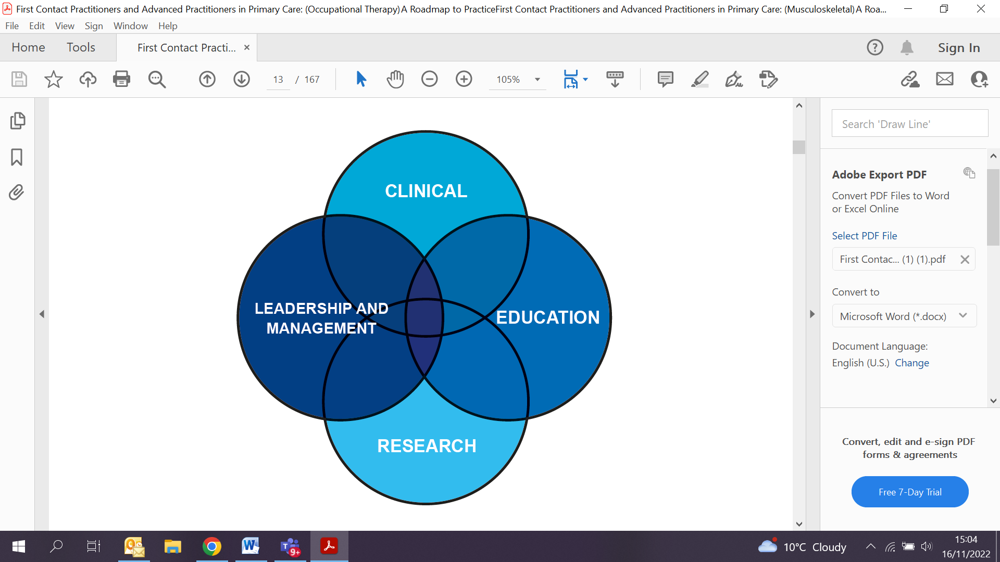 First Contact Practitioners and Advanced Practitioners in Primary Care: (Occupational Therapy)A Roadmap to PracticeFirst Contact Practitioners and Advanced Practitioners in Primary Care: (Musculoskeletal)A Roa...
File Edit View Sign Window Help
Home Tools First Contact Practi... × Sign In
13 / 167 105%
Search 'Draw Line'
Adobe Export PDF
Convert PDF Files to Word
or Excel Online
Select PDF File
First Contac... (1) (1).pdf
Convert to
Microsoft Word (*.docx)
Document Language:
English (U.S.) Change
Convert, edit and e-sign PDF
forms & agreements
Free 7-Day Trial
CLINICAL
LEADERSHIP AND
MANAGEMENT
EDUCATION
RESEARCH
9+
10°C Cloudy
15:04
16/11/2022